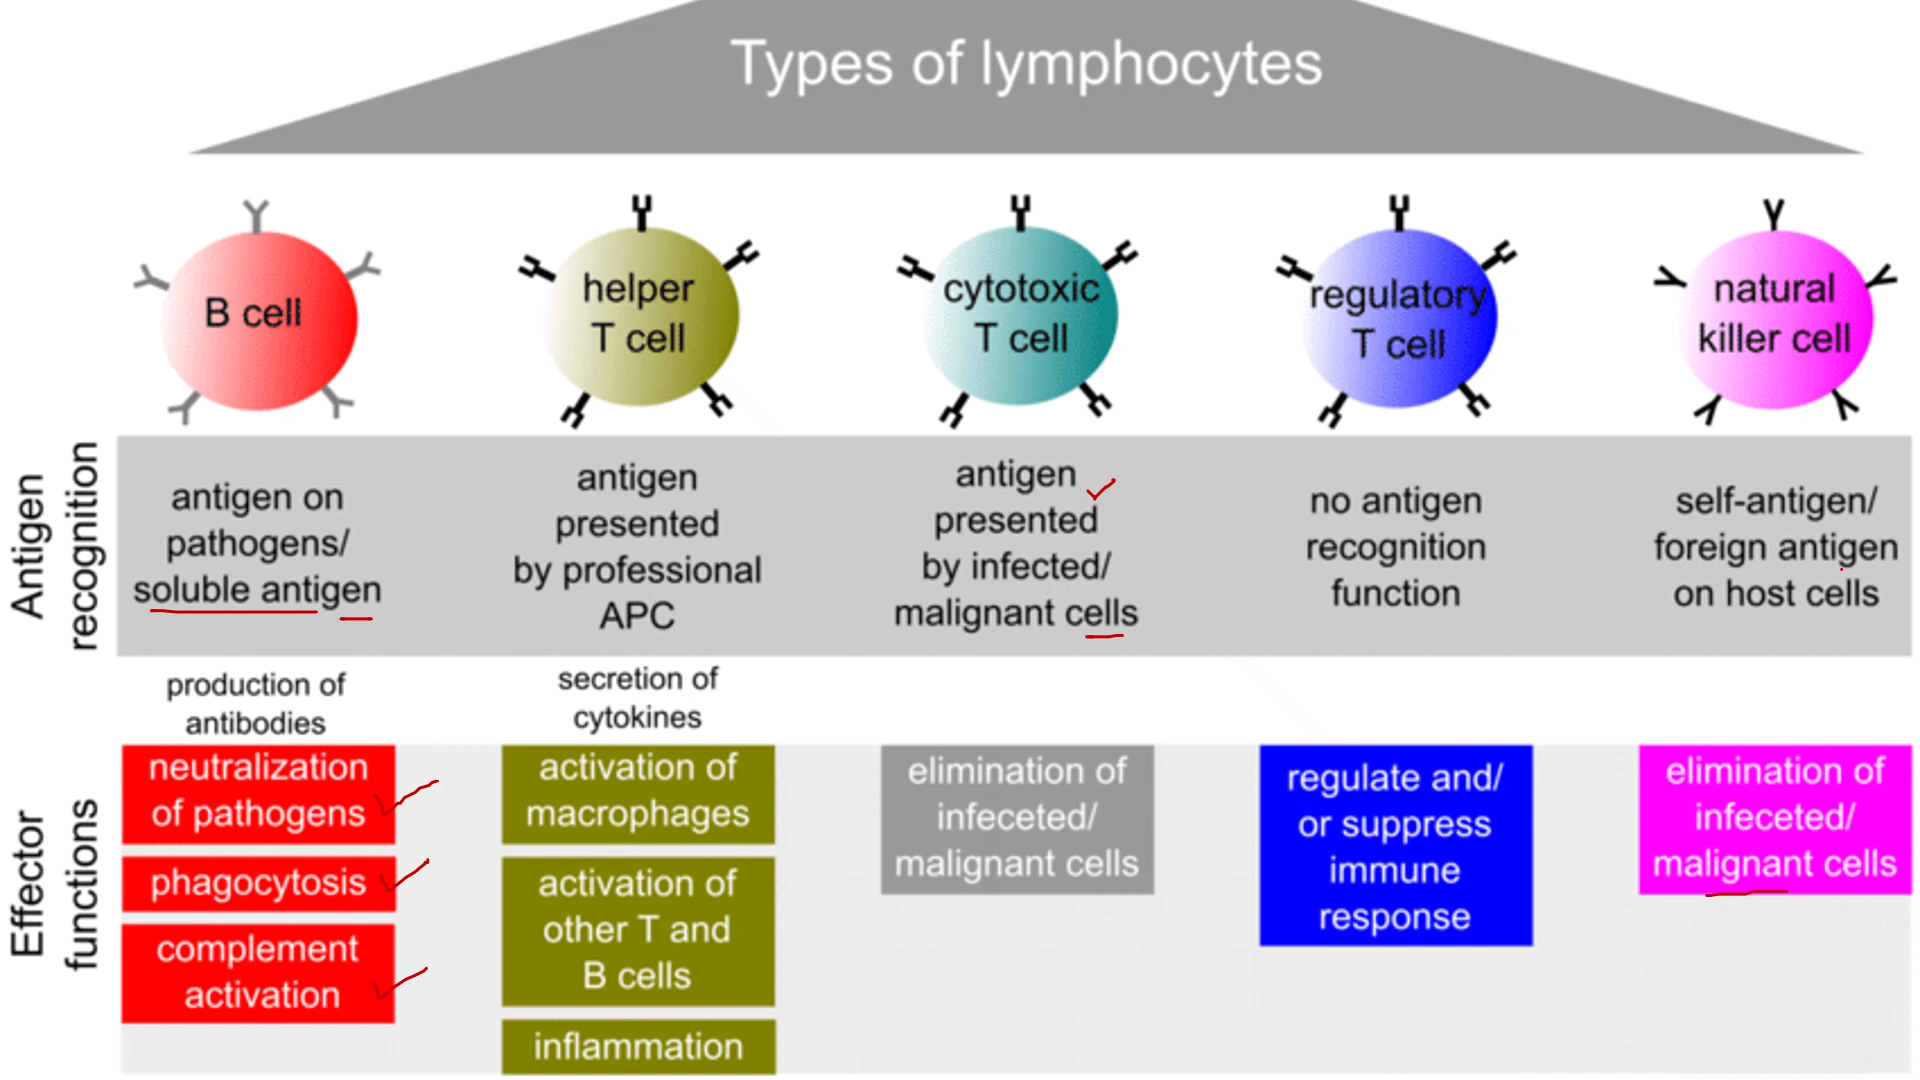 Types of lymphocytes
B cell
helper
T cell
cytotoxic
T cell
regulatory
T cell
natural
killer cell
Antigen
recognition
antigen on
pathogens/
soluble antigen
antigen
presented
by professional
APC
antigen
presented
by infected/
malignant cells
no antigen
recognition
function
self-antigen/
foreign antigen
on host cells
production of
antibodies
secretion of
cytokines
Effector
functions
neutralization
of pathogens
phagocytosis
complement
activation
activation of
macrophages
activation of
other T and
B cells
inflammation
elimination of
infeceted/
malignant cells
regulate and/
or suppress
immune
response
elimination of
infeceted/
malignant cells